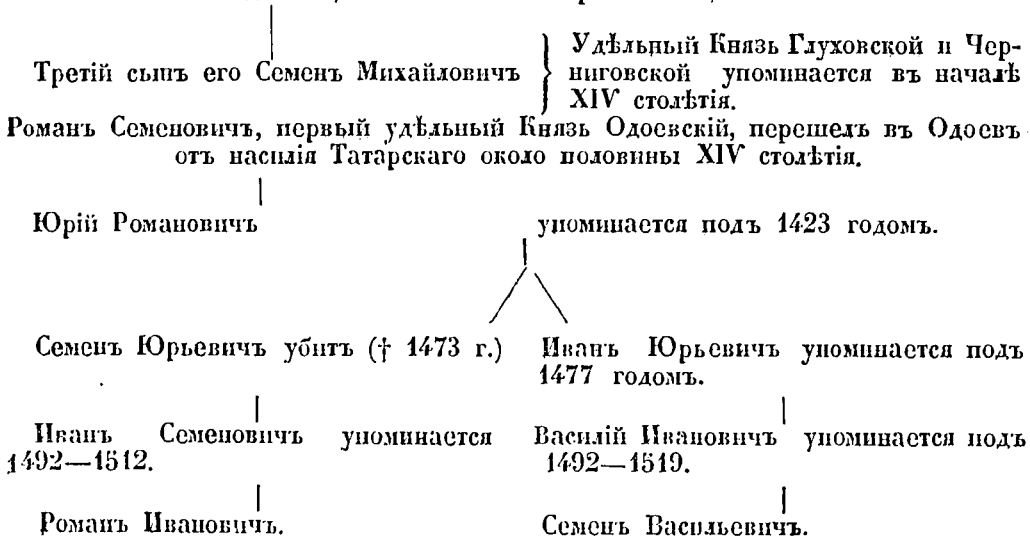 Третій сынъ его Семенъ Михайловичъ
Удѣльный Князь Глуховской и Чер-
ниговской упоминается въ началѣ
XIV столѣтія.
Романъ Семеновичъ, первый удѣльный Князь Одоевскій, перешелъ въ Одоевъ
отъ насилія Татарскаго около половины XIV столѣтія.
Юрій Романовичъ упоминается подъ 1423 годомъ.
Семенъ Юрьевичъ убитъ († 1473 г.)
Иванъ Юрьевичъ упоминается подъ
1477 годомъ.
Иванъ Семеновичъ упоминается
1492—1512.
Василій Ивановичъ упоминается подъ
1492—1519.
Романъ Ивановичъ.
Семенъ Васильевичъ.